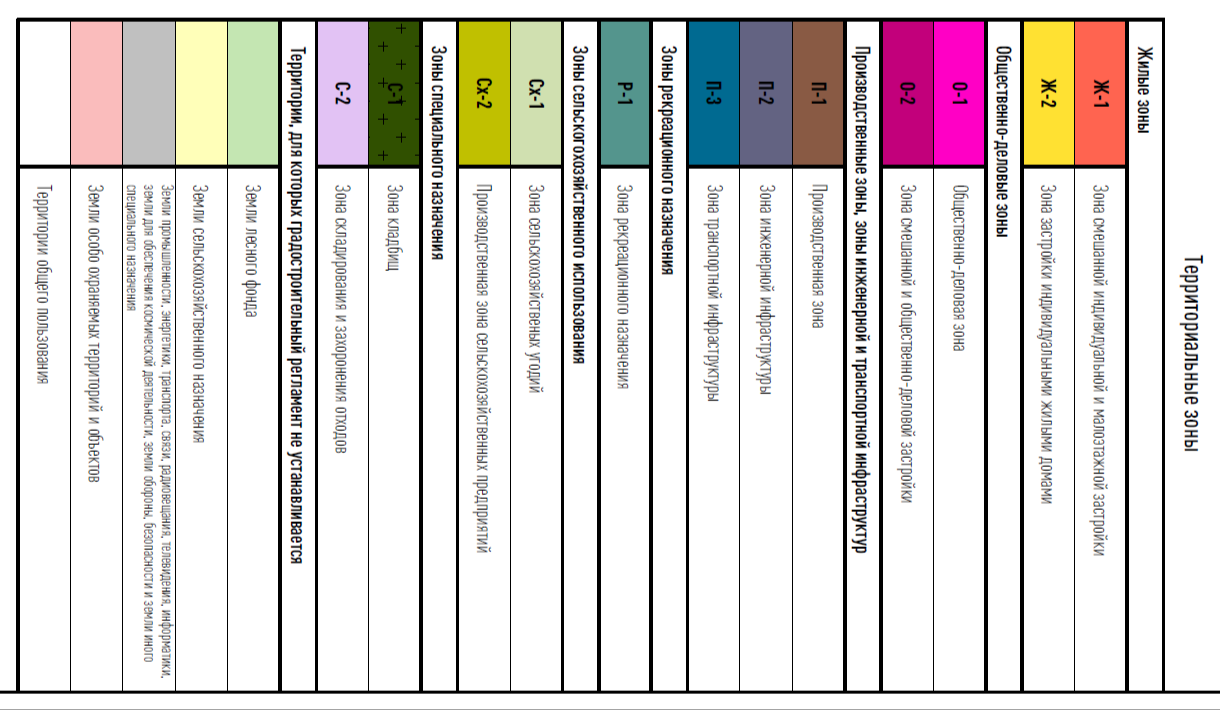 Территориальные зоны
Жилые зоны
Ж-1
Зона смешанной индивидуальной и малоэтажной застройки
Ж-2
Зона застройки индивидуальными жилыми домами
Общественно-деловые зоны
О-1
Общественно-деловая зона
О-2
Зона смешанной и общественно-деловой застройки
Производственные зоны, зоны инженерной и транспортной инфраструктур
П-1
Производственная зона
П-2
Зона инженерной инфраструктуры
П-3
Зона транспортной инфраструктуры
Зоны рекреационного назначения
Р-1
Зона рекреационного назначения
Зоны сельскогохозяйственного использования
Сх-1
Зона сельскохозяйственых угодий
Сх-2
Производственная зона сельскохозяйственных предприятий
Зоны специального назначения
С-1
Зона кладбищ
С-2
Зона складирования и захоронения отходов
Территории, для которых градостроительный регламент не устанавливается
Земли лесного фонда
Земли сельскохозяйственного назначения
Земли промышленности, энергетики, транспорта, связи, радиовещания, телевидения, информатики,
земли для обеспечения космической деятельности, земли обороны, безопасности и земли иного
специального назначения
Земли особо охраняемых территорий и объектов
Территории общего пользования